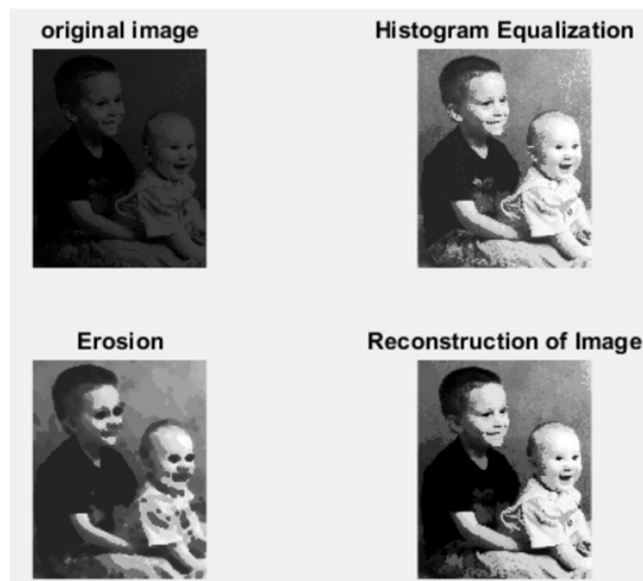 original image
Histogram Equalization
Erosion
Reconstruction of Image